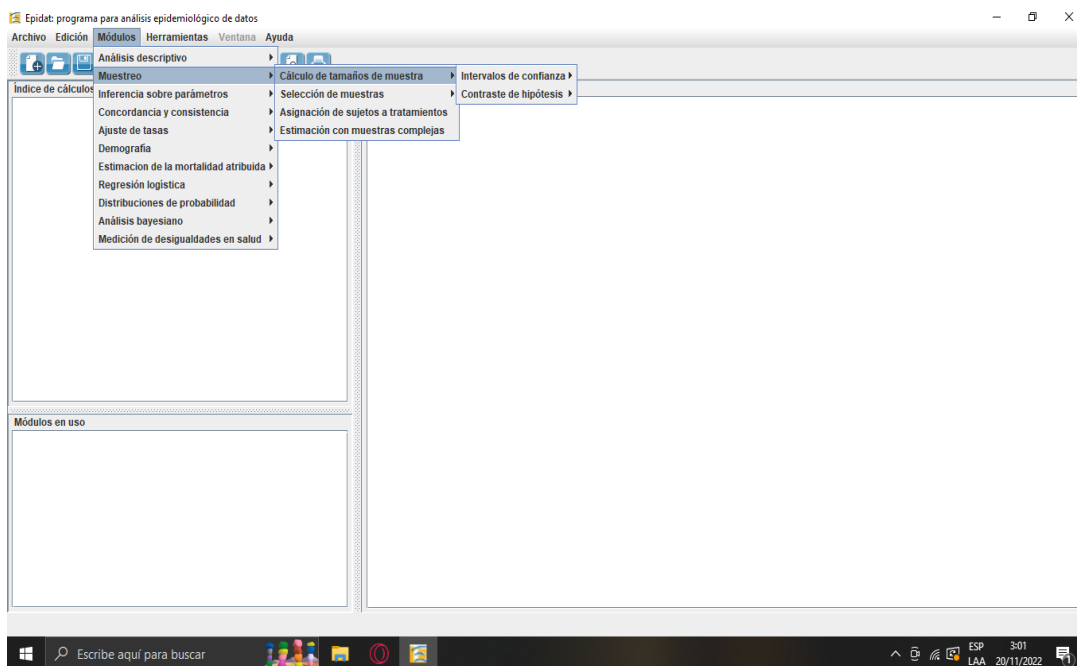 Epidat: programa para análisis epidemiológico de datos
Archivo Edición Módulos Herramientas Ventana Ayuda
Análisis descriptivo
Muestreo
Inferencia sobre parámetros
Concordancia y consistencia
Ajuste de tasas
Demografía
Estimacion de la mortalidad atribuida
Regresión logística
Distribuciones de probabilidad
Análisis bayesiano
Medición de desigualdades en salud
Cálculo de tamaños de muestra
Selección de muestras
Asignación de sujetos a tratamientos
Estimación con muestras complejas
Intervalos de confianza
Contraste de hipótesis
Índice de cálculos
Módulos en uso
Escribe aquí para buscar
ESP
LAA
3:01
20/11/2022
1